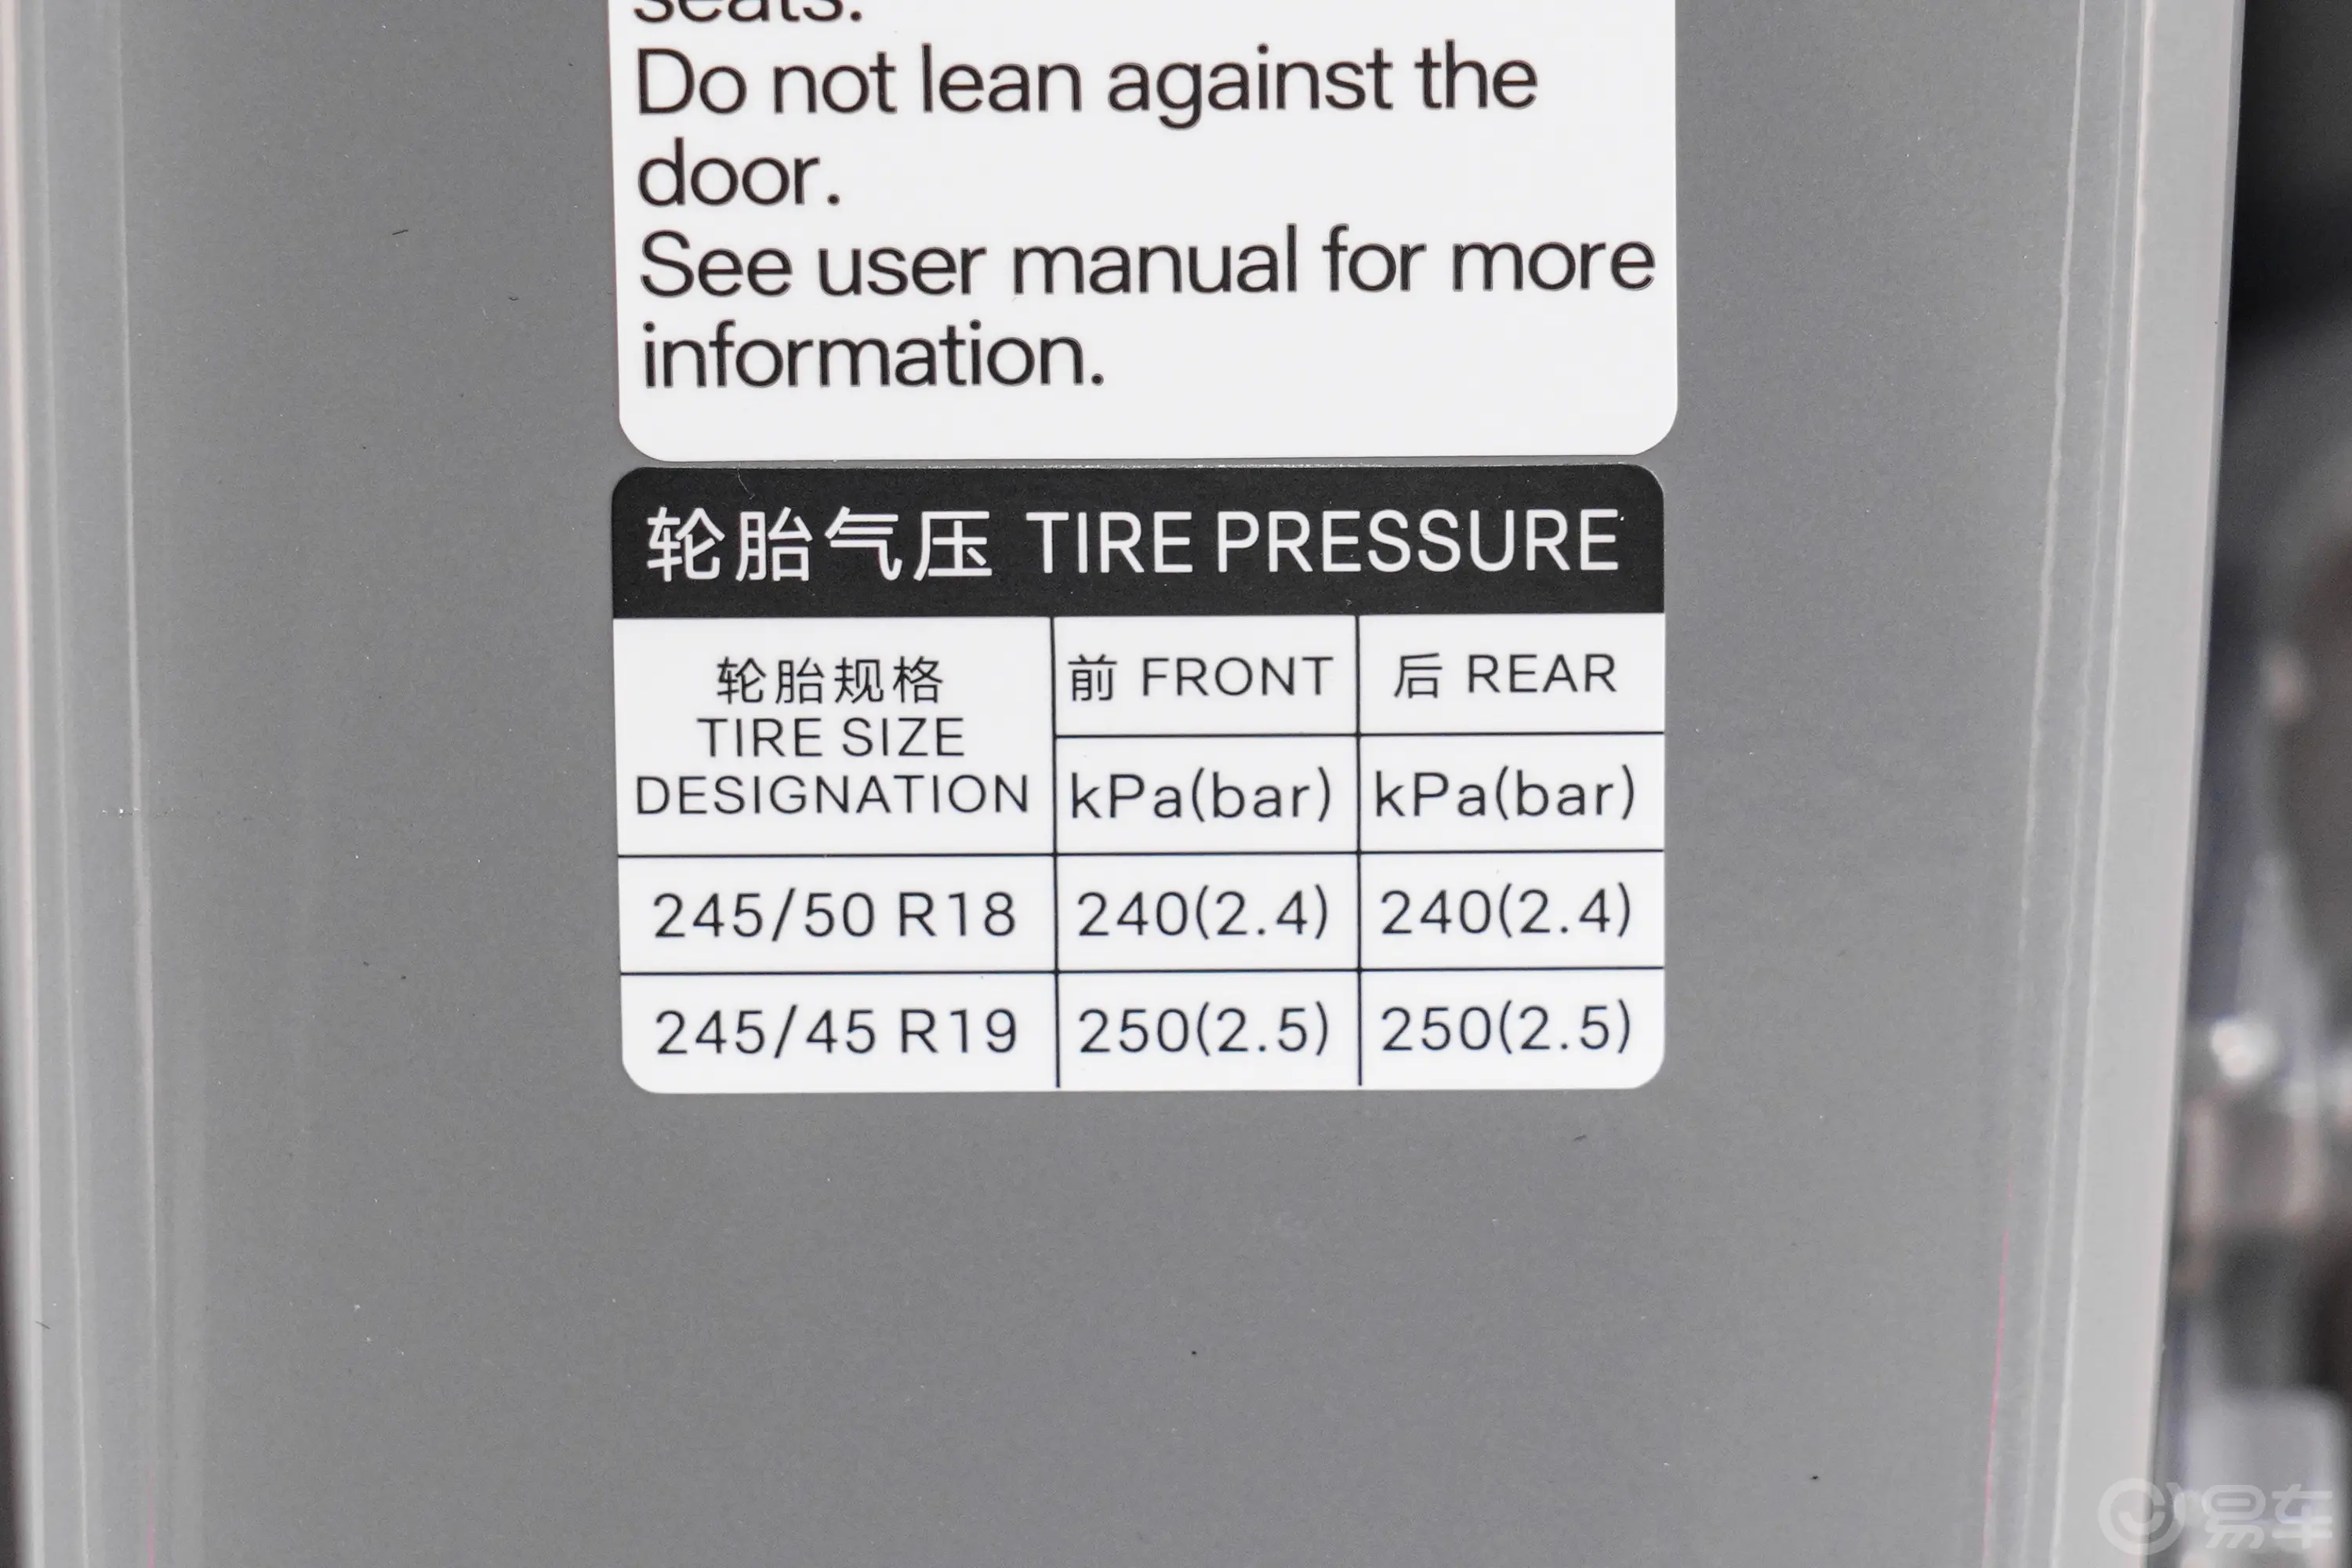 seats.
Do not lean against the
door.
See user manual for more
information.
轮胎气压 TIRE PRESSURE
轮胎规格
TIRE SIZE
DESIGNATION
前 FRONT
后 REAR
kPa(bar)
kPa(bar)
245/50 R18
240(2.4)
240(2.4)
245/45 R19
250(2.5)
250(2.5)
易车